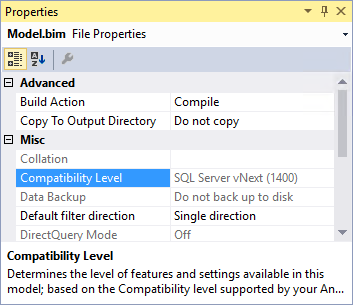 Properties
Model.bim File Properties
Advanced
Build Action Compile
Copy To Output Directory Do not copy
Misc
Collation
Compatibility Level SQL Server vNext (1400)
Data Backup Do not back up to disk
Default filter direction Single direction
DirectQuery Mode Off
Compatibility Level
Determines the level of features and settings available in
this model; based on the Compatibility level supported by your An...